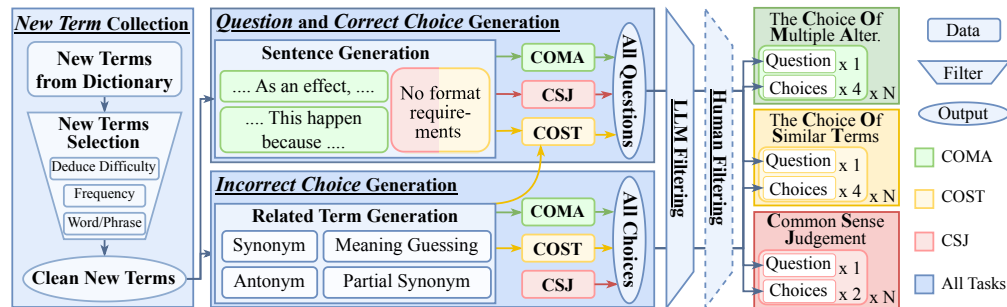 New Term Collection
New Terms
from Dictionary
New Terms
Selection
Deduce Difficulty
Frequency
Word/Phrase
Clean New Terms
Question and Correct Choice Generation
Sentence Generation
.... As an effect, ....
.... This happen
because ....
No format
require-
ments
COMA
CSJ
COST
All Questions
Incorrect Choice Generation
Related Term Generation
Synonym
Meaning Guessing
Antonym
Partial Synonym
COMA
COST
CSJ
All Choices
LLM Filtering
Human Filtering
The Choice Of
Multiple Alter.
Question x 1
Choices x 4
x N
The Choice Of
Similar Terms
Question x 1
Choices x 4
x N
Common Sense
Judgement
Question x 1
Choices x 2
x N
Data
Filter
Output
COMA
COST
CSJ
All Tasks